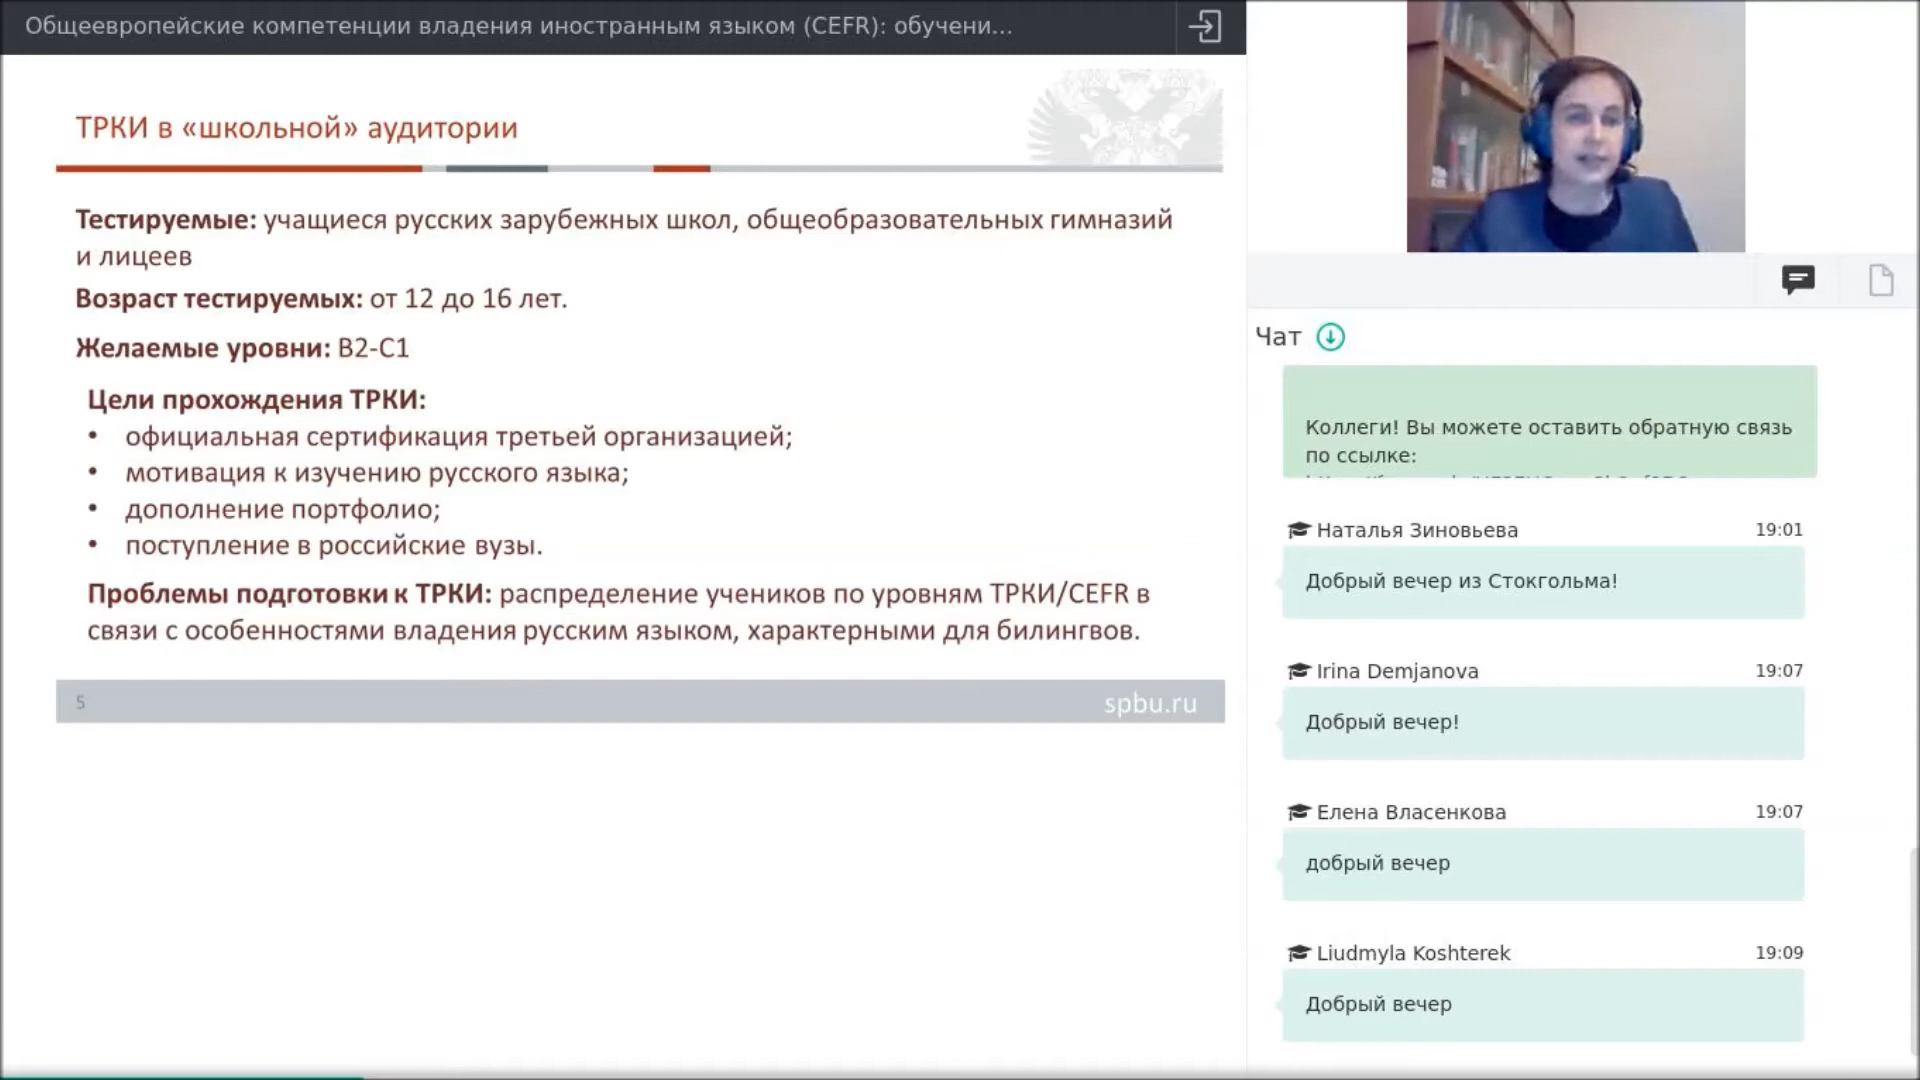 Общеевропейские компетенции владения иностранным языком (CEFR): обучени...
ТРКИ в «школьной» аудитории
Тестируемые: учащиеся русских зарубежных школ, общеобразовательных гимназий
и лицеев
Возраст тестируемых: от 12 до 16 лет.
Желаемые уровни: В2-С1
Цели прохождения ТРКИ:
• официальная сертификация третьей организацией;
• мотивация к изучению русского языка;
• дополнение портфолио;
• поступление в российские вузы.
Проблемы подготовки к ТРКИ: распределение учеников по уровням ТРКИ/CEFR в
связи с особенностями владения русским языком, характерными для билингвов.
5
spbu.ru
Чат
Коллеги! Вы можете оставить обратную связь
по ссылке:
Наталья Зиновьева 19:01
Добрый вечер из Стокгольма!
Irina Demjanova 19:07
Добрый вечер!
Елена Власенкова 19:07
добрый вечер
Liudmyla Koshterek 19:09
Добрый вечер